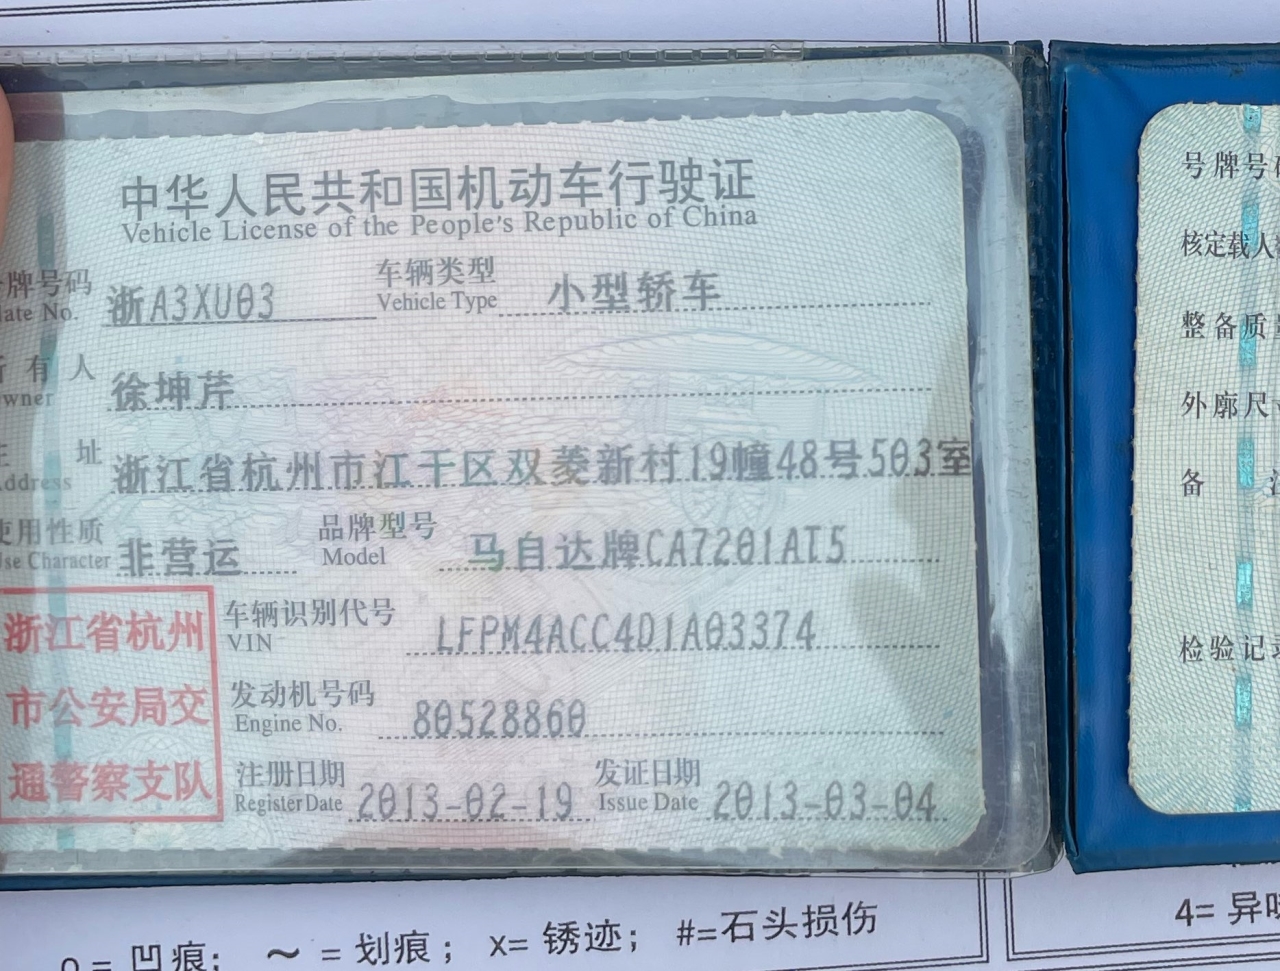 中华人民共和国机动车行驶证
Vehicle License of the People's Republic of China
牌号码 浙A3XU03 车辆类型 小型轿车
No. Vehicle Type
有人 徐坤芹
址 浙江省杭州市江干区双菱新村19幢48号503室
使用性质 非营运 品牌型号 马自达牌CA7201AT5
Use Character Model
车辆识别代号 LFPM4ACC4D1A03374
VIN
发动机号码 80528860
Engine No.
注册日期 2013-02-19 发证日期 2013-03-04
Register Date Issue Date
浙江省杭州
市公安局交
通警察支队
号牌号码
核定载人
整备质量
外廓尺
备
检验记录
o= 凹痕; ～ = 划痕; x= 锈迹; #=石头损伤
4= 异